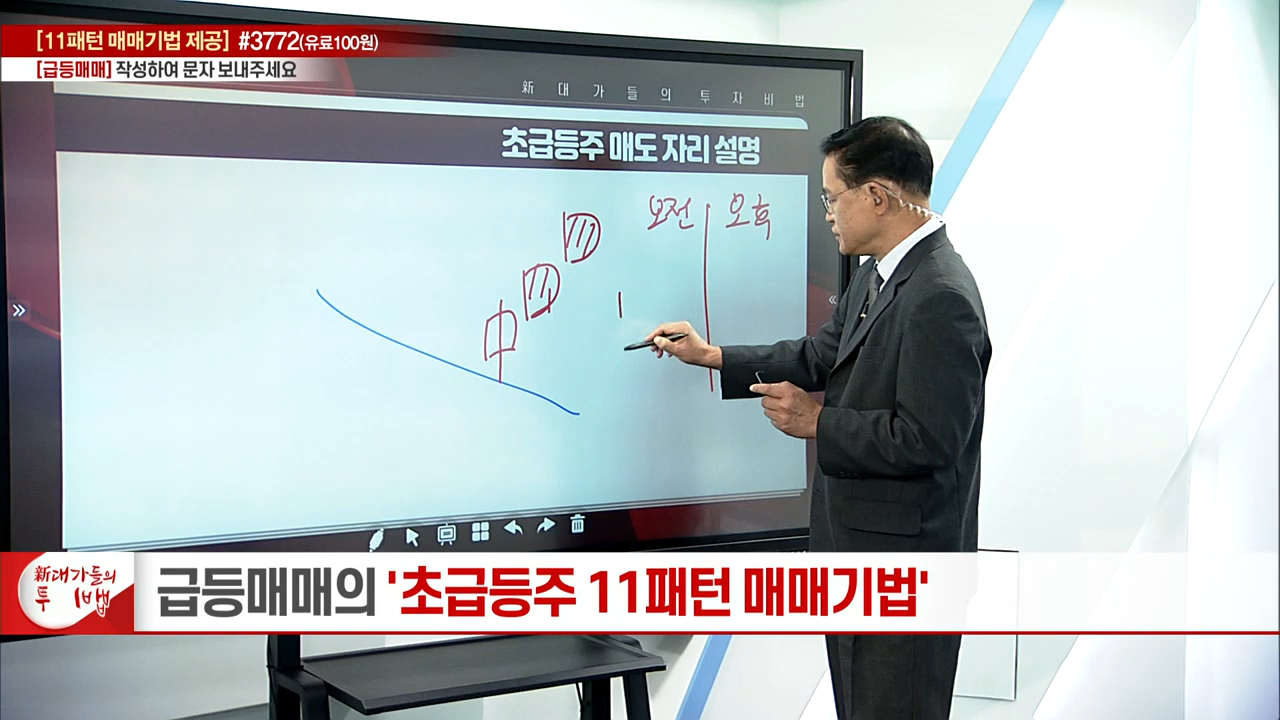 [11패턴 매매기법 제공] #3772(유료100원)
[급등매매] 작성하여 문자 보내주세요
新 대 가 들 의 투 자 비 법
초급등주 매도 자리 설명
오전 오후
新대가들의
투
급등매매의 '초급등주 11패턴 매매기법'